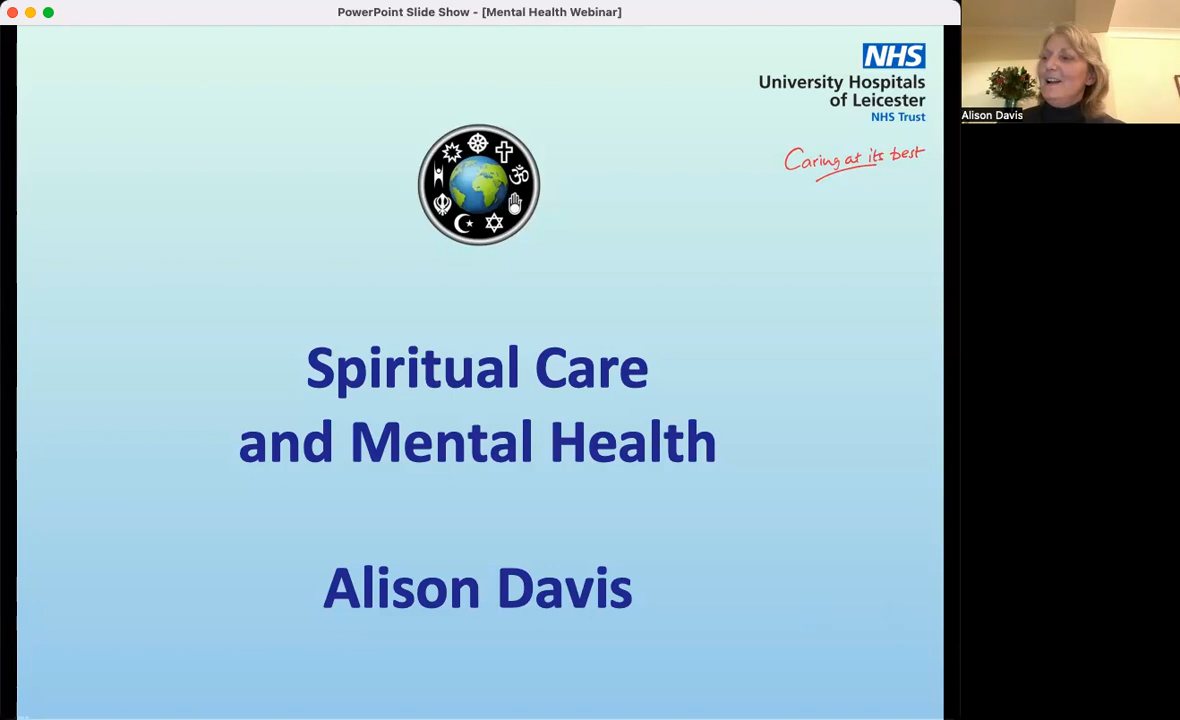 PowerPoint Slide Show - [Mental Health Webinar]
NHS
University Hospitals
of Leicester
NHS Trust
Caring at its best
Alison Davis
Spiritual Care
and Mental Health
Alison Davis